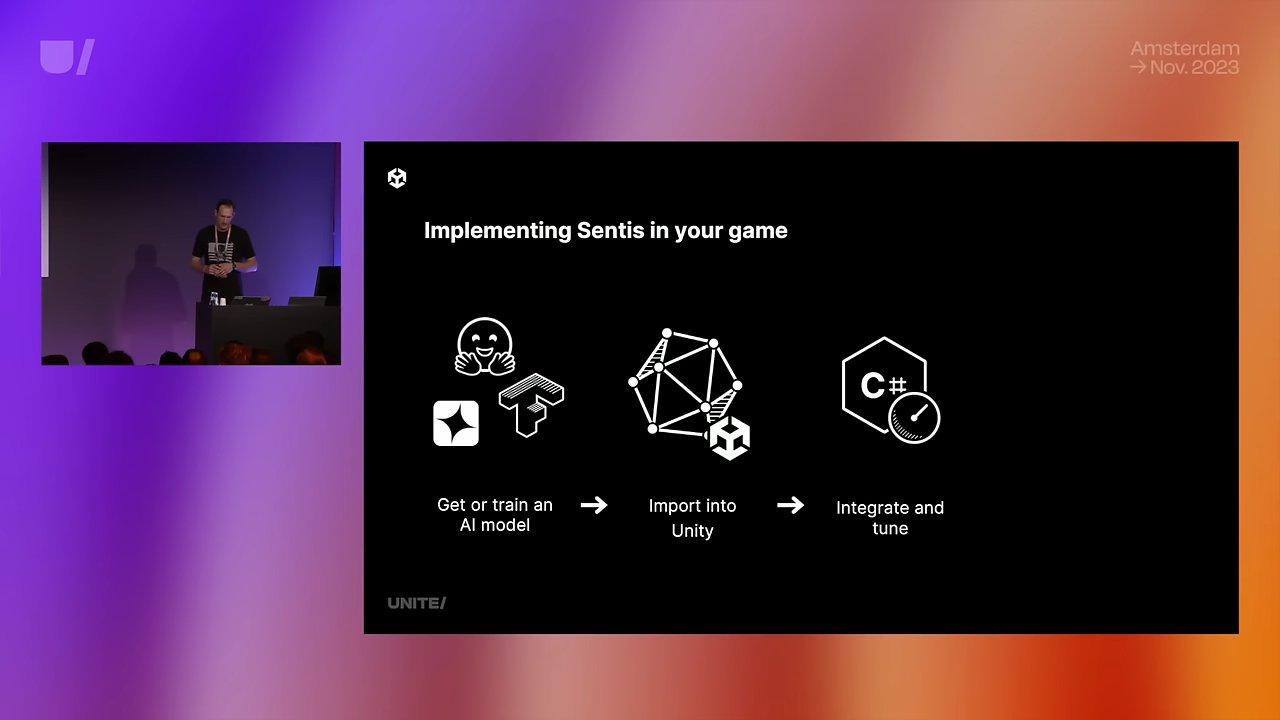 Amsterdam
→ Nov. 2023
Implementing Sentis in your game
C#
Get or train an
AI model
→
Import into
Unity
→
Integrate and
tune
UNITE/